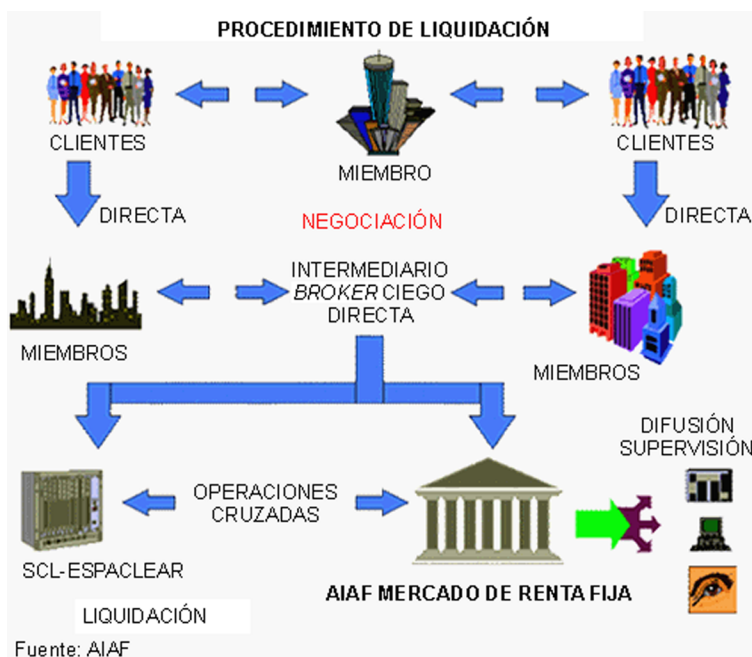 PROCEDIMIENTO DE LIQUIDACIÓN
CLIENTES
MIEMBRO
CLIENTES
DIRECTA
NEGOCIACIÓN
DIRECTA
INTERMEDIARIO
BROKER CIEGO
DIRECTA
MIEMBROS
MIEMBROS
DIFUSIÓN
SUPERVISIÓN
OPERACIONES
CRUZADAS
SCL-ESPACLEAR
AIAF MERCADO DE RENTA FIJA
LIQUIDACIÓN
Fuente: AIAF